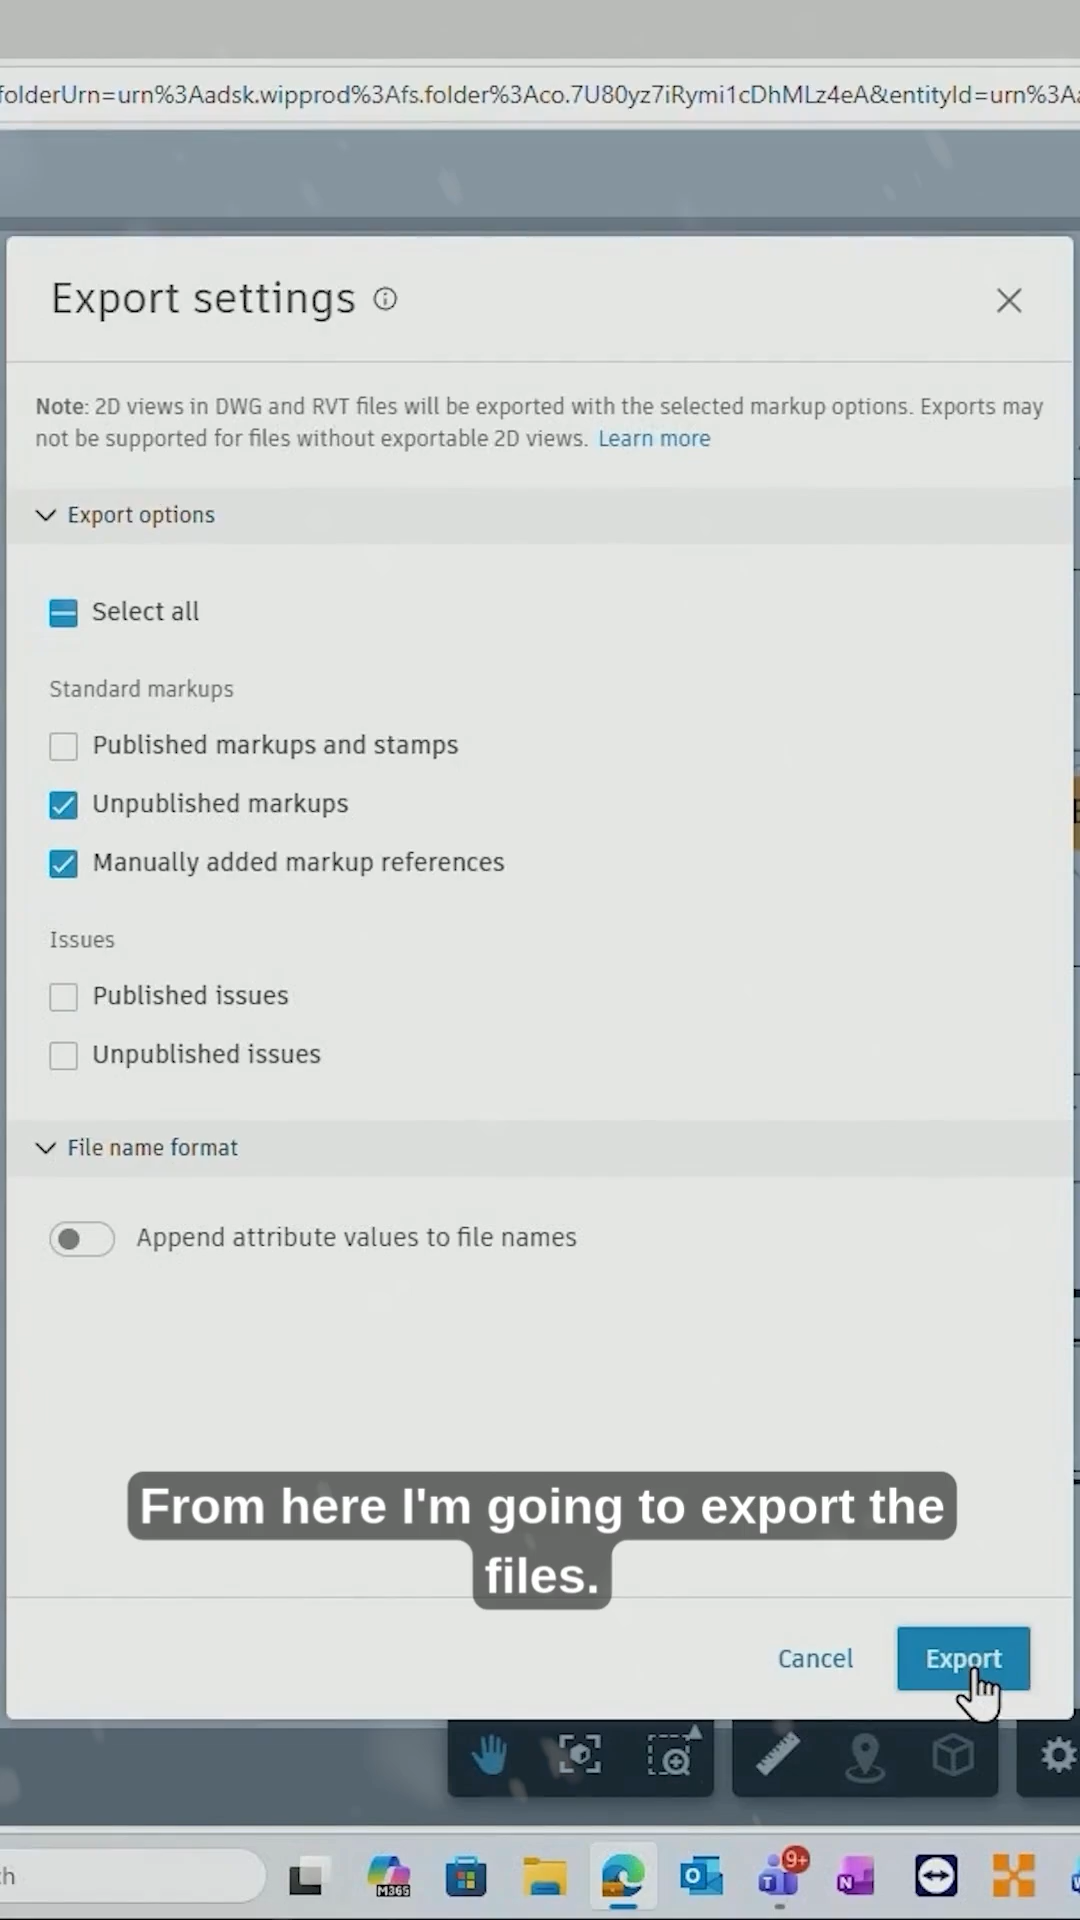 folderUrn=urn%3Aadsk.wipprod%3Afs.folder%3Aco.7U80yz7iRymi1cDhMLz4eA&entityId=urn%3A
Export settings
Note: 2D views in DWG and RVT files will be exported with the selected markup options. Exports may
not be supported for files without exportable 2D views. Learn more
Export options
Select all
Standard markups
Published markups and stamps
Unpublished markups
Manually added markup references
Issues
Published issues
Unpublished issues
File name format
Append attribute values to file names
From here I'm going to export the
files.
Cancel
Export
h
M365
9+
T
N